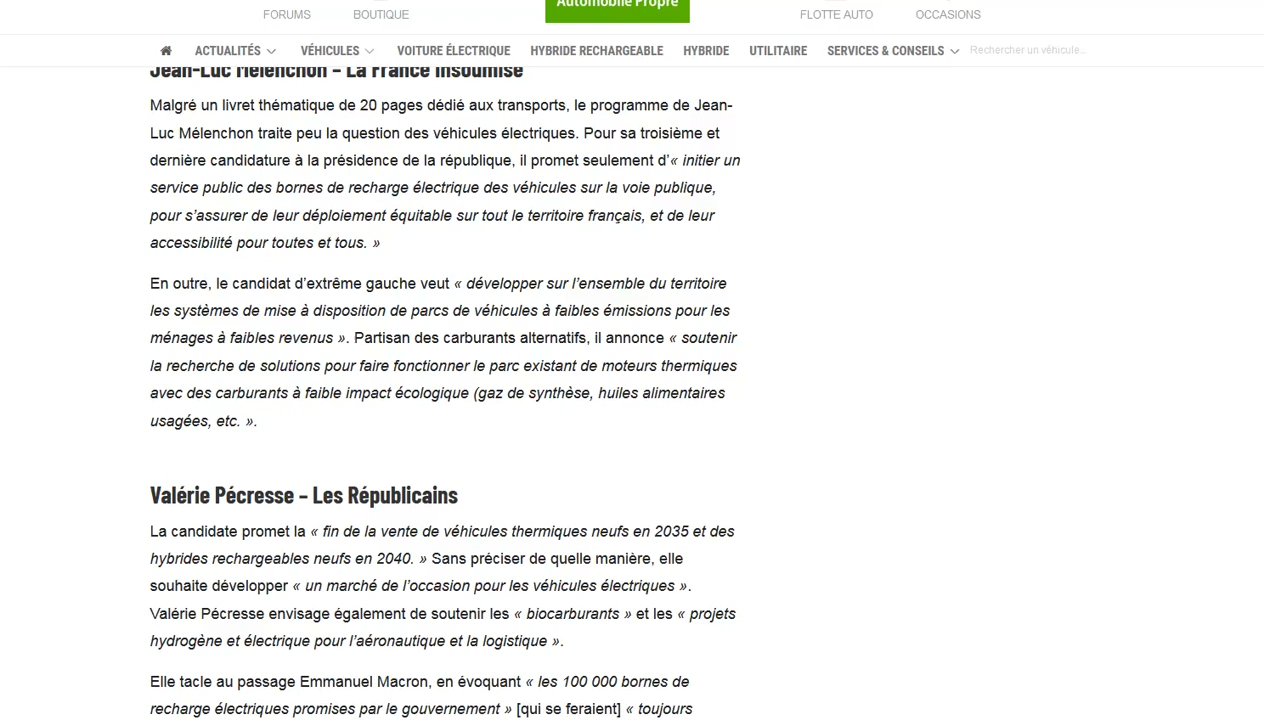 FORUMS
BOUTIQUE
Automobile Propre
FLOTTE AUTO
OCCASIONS
ACTUALITÉS
VÉHICULES
VOITURE ÉLECTRIQUE
HYBRIDE RECHARGEABLE
HYBRIDE
UTILITAIRE
SERVICES & CONSEILS
Rechercher un véhicule...
Jean-Luc Mélenchon – La France Insoumise
Malgré un livret thématique de 20 pages dédié aux transports, le programme de Jean-
Luc Mélenchon traite peu la question des véhicules électriques. Pour sa troisième et
dernière candidature à la présidence de la république, il promet seulement d’« initier un
service public des bornes de recharge électrique des véhicules sur la voie publique,
pour s’assurer de leur déploiement équitable sur tout le territoire français, et de leur
accessibilité pour toutes et tous. »
En outre, le candidat d’extrême gauche veut « développer sur l’ensemble du territoire
les systèmes de mise à disposition de parcs de véhicules à faibles émissions pour les
ménages à faibles revenus ». Partisan des carburants alternatifs, il annonce « soutenir
la recherche de solutions pour faire fonctionner le parc existant de moteurs thermiques
avec des carburants à faible impact écologique (gaz de synthèse, huiles alimentaires
usagées, etc. ».
Valérie Pécresse – Les Républicains
La candidate promet la « fin de la vente de véhicules thermiques neufs en 2035 et des
hybrides rechargeables neufs en 2040. » Sans préciser de quelle manière, elle
souhaite développer « un marché de l’occasion pour les véhicules électriques ».
Valérie Pécresse envisage également de soutenir les « biocarburants » et les « projets
hydrogène et électrique pour l’aéronautique et la logistique ».
Elle tacle au passage Emmanuel Macron, en évoquant « les 100 000 bornes de
recharge électriques promises par le gouvernement » [qui se feraient] « toujours